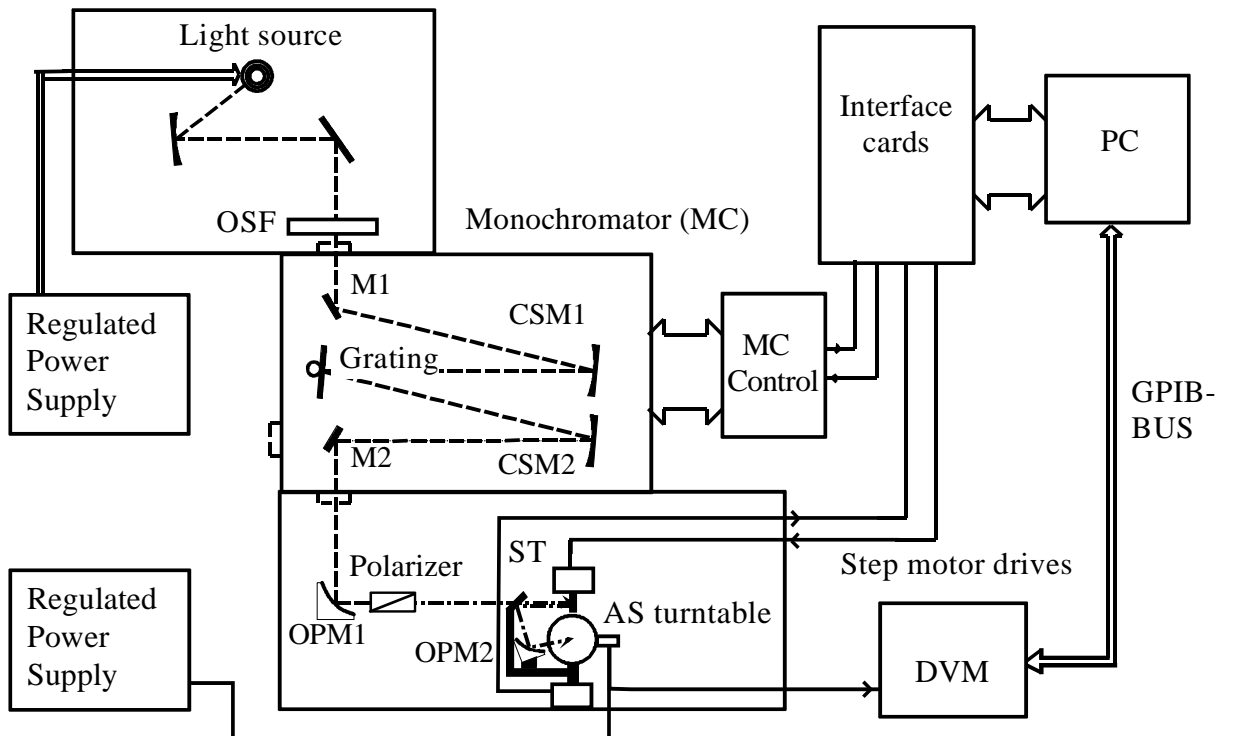 Light source
OSF
Monochromator (MC)
Interface
cards
PC
Regulated
Power
Supply
M1
CSM1
Grating
M2
CSM2
MC
Control
GPIB-
BUS
ST
Polarizer
Step motor drives
AS turntable
OPM1
OPM2
Regulated
Power
Supply
DVM